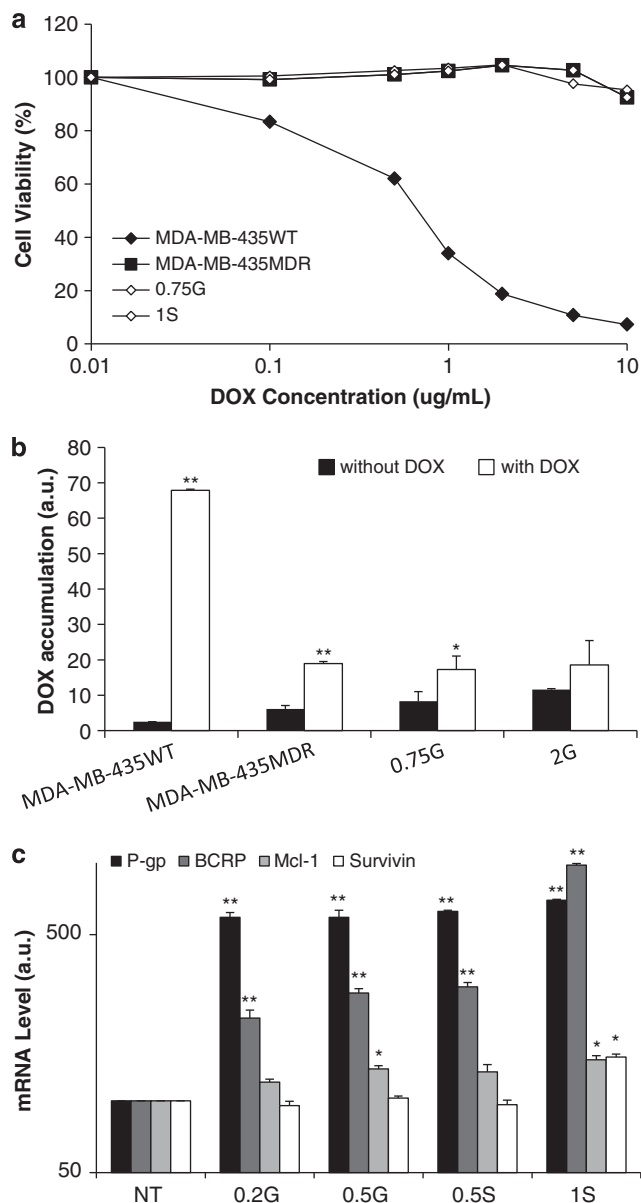 a
120
100
80
60
40
20
0
Cell Viability (%)
MDA-MB-435WT
MDA-MB-435MDR
0.75G
1S
0.01 0.1 1 10
DOX Concentration (ug/mL)
b
80
70
60
50
40
30
20
10
0
DOX accumulation (a.u.)
without DOX with DOX
** ** *
MDA-MB-435WT MDA-MB-435MDR 0.75G 2G
c
P-gp BCRP Mcl-1 Survivin
500
50
mRNA Level (a.u.)
** ** ** ** * ** ** ** ** * *
NT 0.2G 0.5G 0.5S 1S